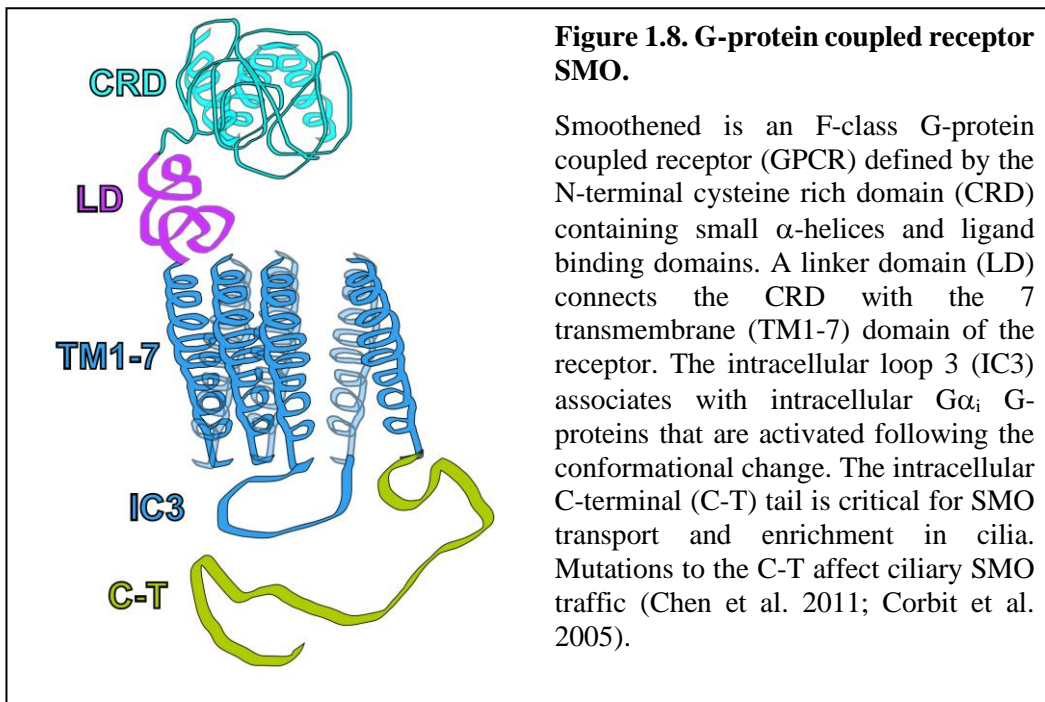 CRD
LD
TM1-7
IC3
C-T
Figure 1.8. G-protein coupled receptor
SMO.
Smoothened is an F-class G-protein
coupled receptor (GPCR) defined by the
N-terminal cysteine rich domain (CRD)
containing small α-helices and ligand
binding domains. A linker domain (LD)
connects the CRD with the 7
transmembrane (TM1-7) domain of the
receptor. The intracellular loop 3 (IC3)
associates with intracellular Gαᵢ G-
proteins that are activated following the
conformational change. The intracellular
C-terminal (C-T) tail is critical for SMO
transport and enrichment in cilia.
Mutations to the C-T affect ciliary SMO
traffic (Chen et al. 2011; Corbit et al.
2005).